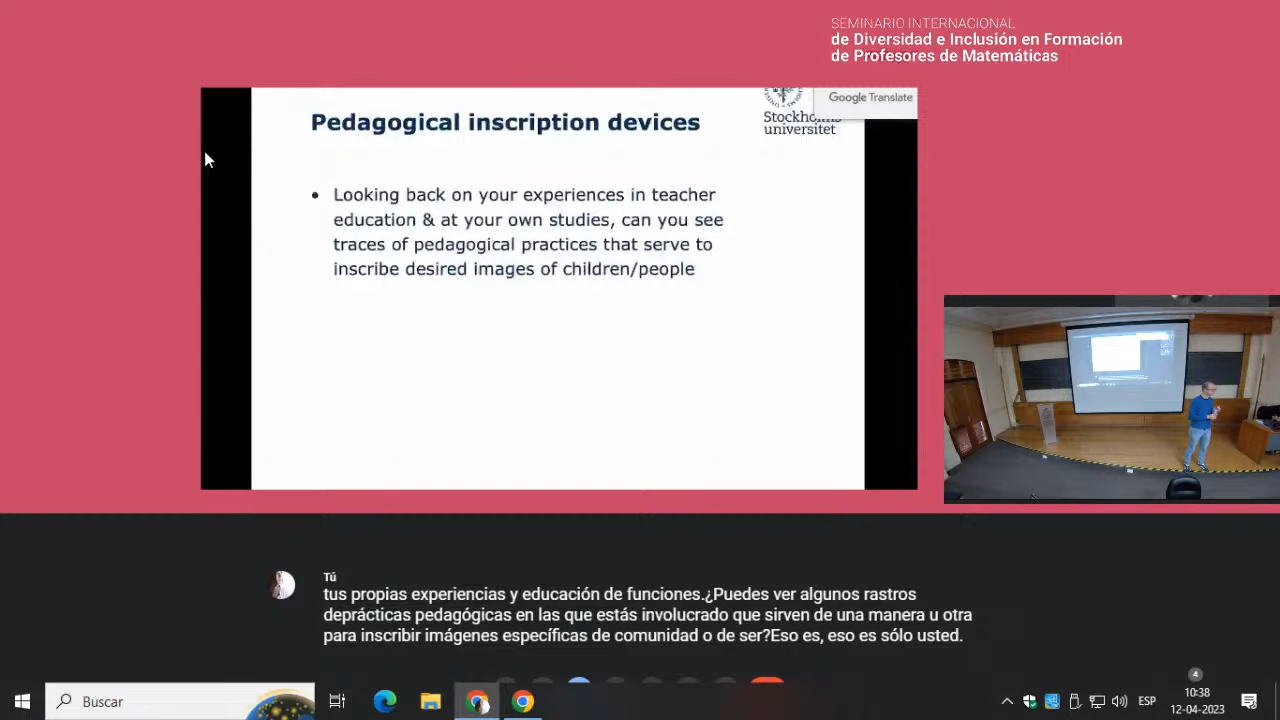 SEMINARIO INTERNACIONAL
de Diversidad e Inclusión en Formación
de Profesores de Matemáticas
Google Translate
Stockholms
universitet
Pedagogical inscription devices
• Looking back on your experiences in teacher
education & at your own studies, can you see
traces of pedagogical practices that serve to
inscribe desired images of children/people
Tú
tus propias experiencias y educación de funciones.¿Puedes ver algunos rastros
deprácticas pedagógicas en las que estás involucrado que sirven de una manera u otra
para inscribir imágenes específicas de comunidad o de ser?Eso es, eso es sólo usted.
4
Buscar
ESP
10:38
12-04-2023